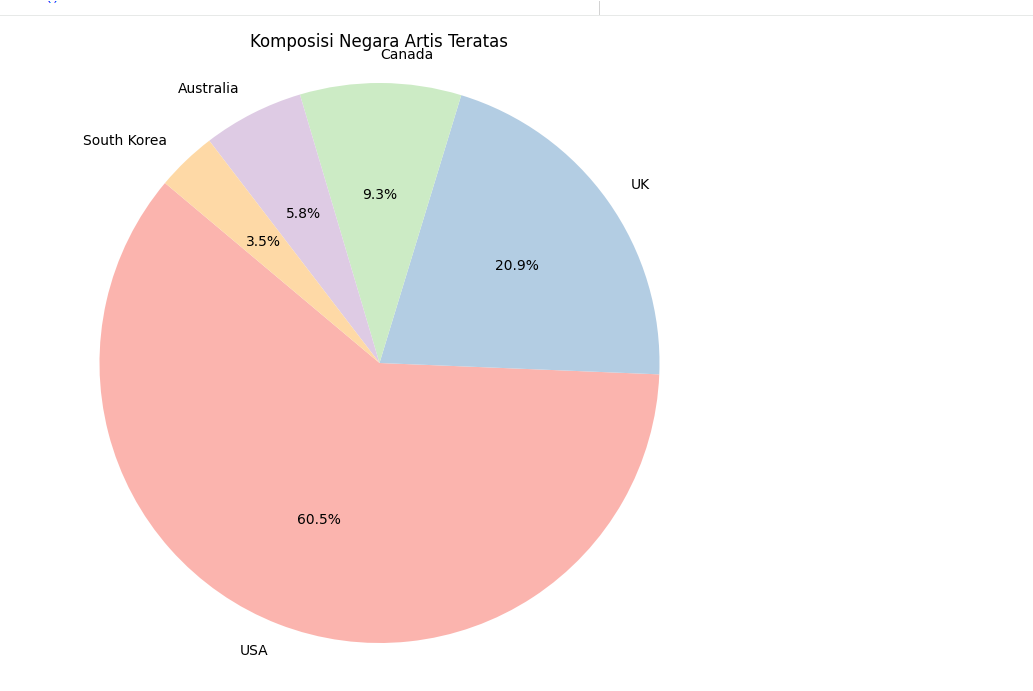 Komposisi Negara Artis Teratas
Canada
Australia
South Korea
UK
9.3%
5.8%
3.5%
20.9%
60.5%
USA